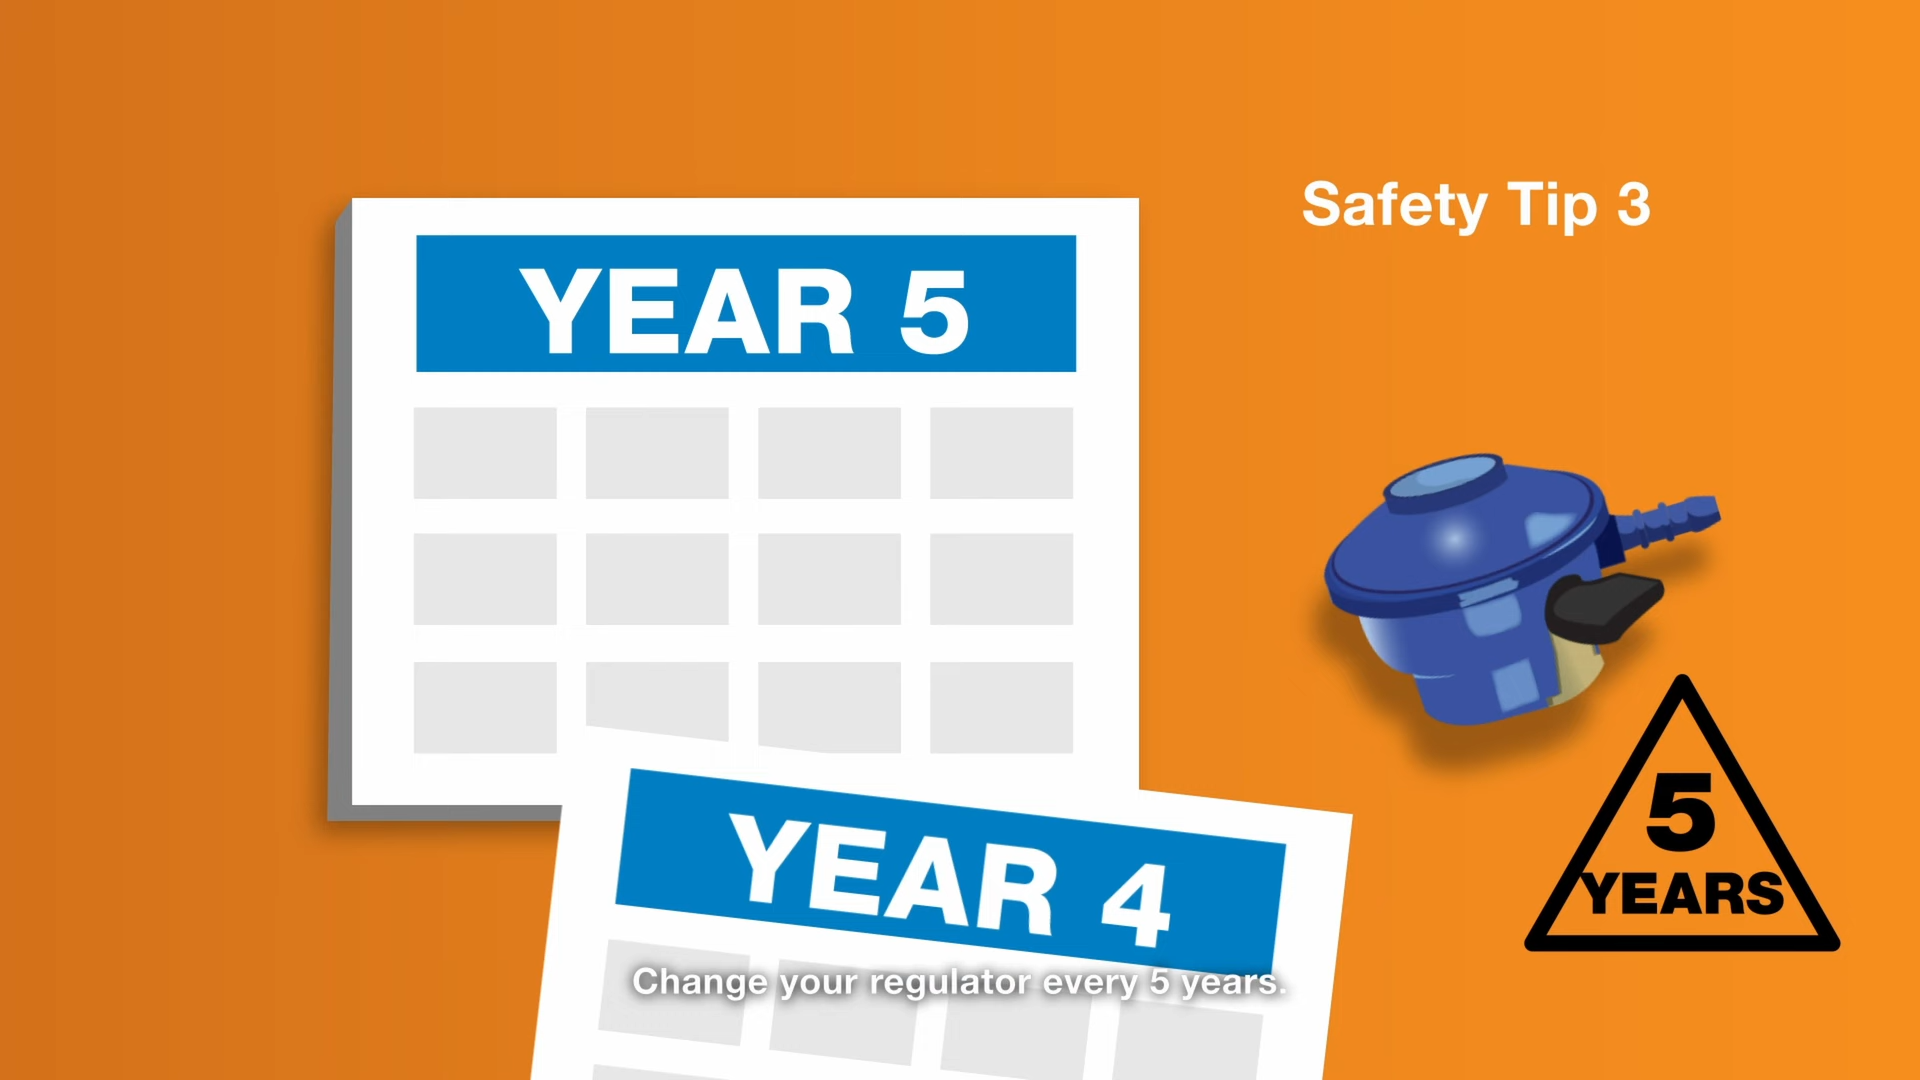 Safety Tip 3
YEAR 5
YEAR 4
5
YEARS
Change your regulator every 5 years.